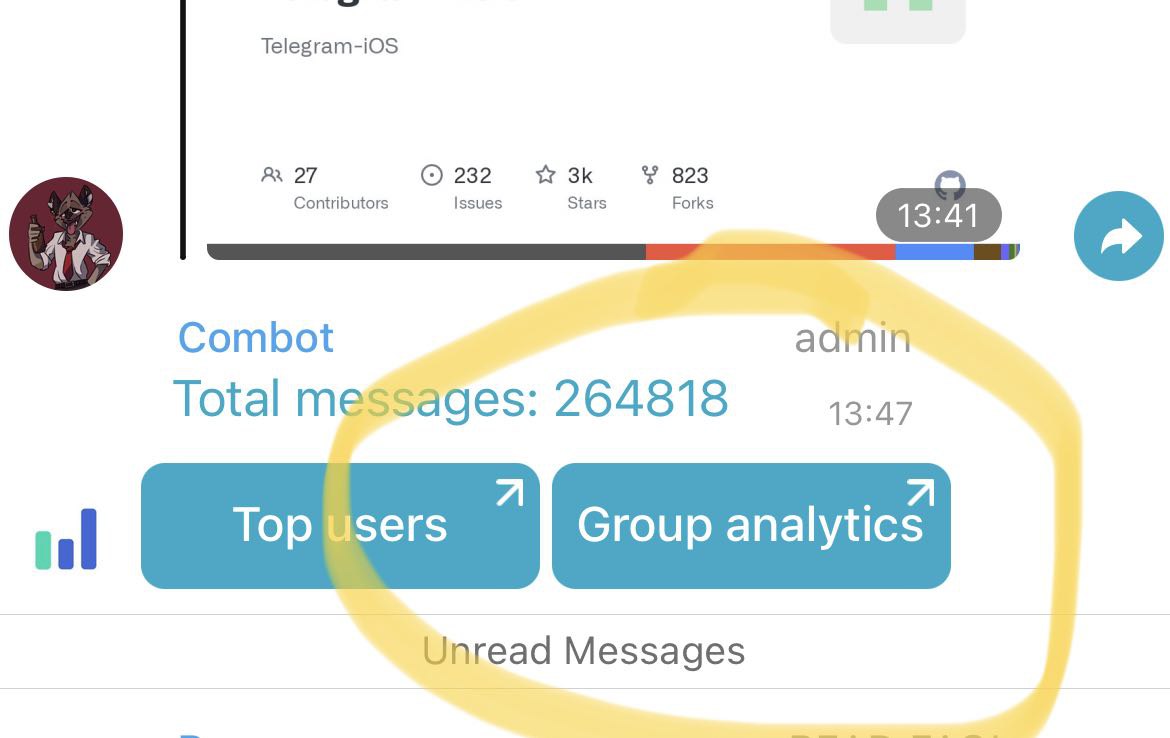 Telegram-iOS
27
Contributors
232
Issues
3k
Stars
823
Forks
13:41
Combot
admin
Total messages: 264818
13:47
Top users
Group analytics
Unread Messages